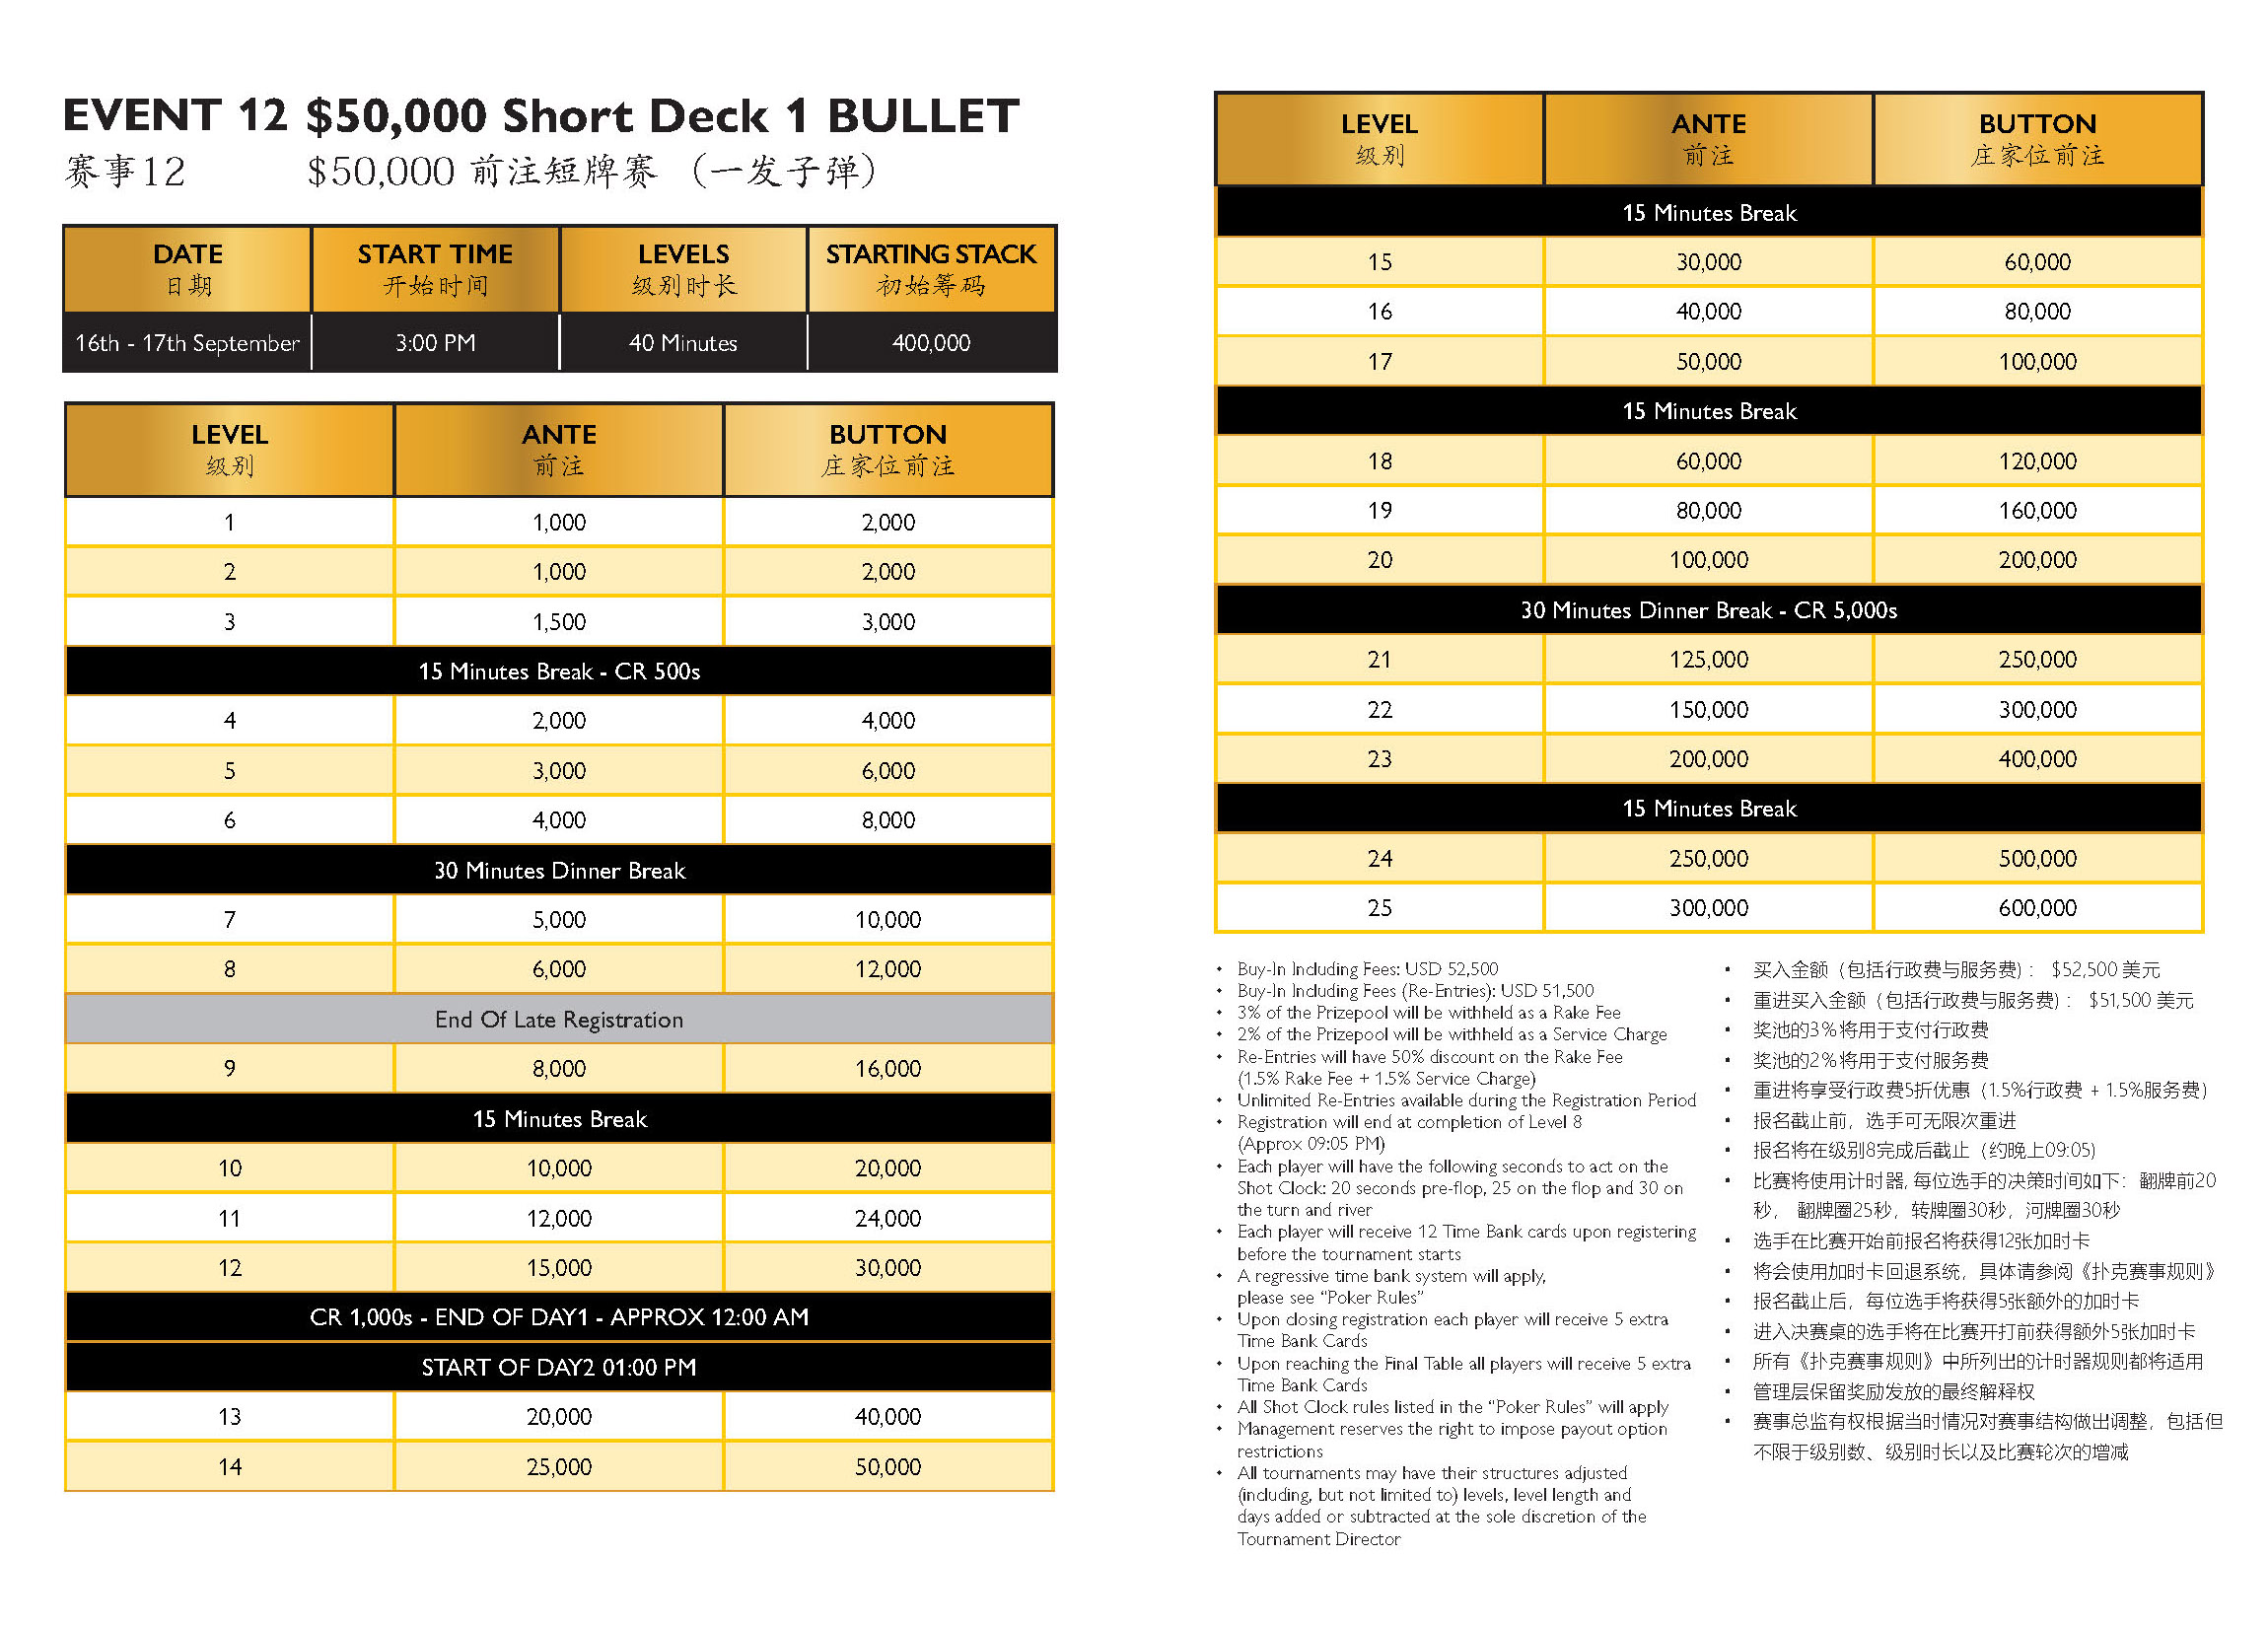 EVENT 12 $50,000 Short Deck 1 BULLET
赛事12 $50,000 前注短牌赛 （一发子弹）
DATE START TIME LEVELS STARTING STACK
日期 开始时间 级别时长 初始筹码
16th - 17th September 3:00 PM 40 Minutes 400,000
LEVEL ANTE BUTTON
级别 前注 庄家位前注
1 1,000 2,000
2 1,000 2,000
3 1,500 3,000
15 Minutes Break - CR 500s
4 2,000 4,000
5 3,000 6,000
6 4,000 8,000
30 Minutes Dinner Break
7 5,000 10,000
8 6,000 12,000
End Of Late Registration
9 8,000 16,000
15 Minutes Break
10 10,000 20,000
11 12,000 24,000
12 15,000 30,000
CR 1,000s - END OF DAY1 - APPROX 12:00 AM
START OF DAY2 01:00 PM
13 20,000 40,000
14 25,000 50,000
LEVEL ANTE BUTTON
级别 前注 庄家位前注
15 Minutes Break
15 30,000 60,000
16 40,000 80,000
17 50,000 100,000
15 Minutes Break
18 60,000 120,000
19 80,000 160,000
20 100,000 200,000
30 Minutes Dinner Break - CR 5,000s
21 125,000 250,000
22 150,000 300,000
23 200,000 400,000
15 Minutes Break
24 250,000 500,000
25 300,000 600,000
• Buy-In Including Fees: USD 52,500
• Buy-In Including Fees (Re-Entries): USD 51,500
• 3% of the Prizepool will be withheld as a Rake Fee
• 2% of the Prizepool will be withheld as a Service Charge
• Re-Entries will have 50% discount on the Rake Fee
(1.5% Rake Fee + 1.5% Service Charge)
• Unlimited Re-Entries available during the Registration Period
• Registration will end at completion of Level 8
(Approx 09:05 PM)
• Each player will have the following seconds to act on the
Shot Clock: 20 seconds pre-flop, 25 on the flop and 30 on
the turn and river
• Each player will receive 12 Time Bank cards upon registering
before the tournament starts
• A regressive time bank system will apply,
please see “Poker Rules”
• Upon closing registration each player will receive 5 extra
Time Bank Cards
• Upon reaching the Final Table all players will receive 5 extra
Time Bank Cards
• All Shot Clock rules listed in the “Poker Rules” will apply
• Management reserves the right to impose payout option
restrictions
• All tournaments may have their structures adjusted
(including, but not limited to) levels, level length and
days added or subtracted at the sole discretion of the
Tournament Director
• 买入金额（包括行政费与服务费）： $52,500 美元
• 重进买入金额（包括行政费与服务费）： $51,500 美元
• 奖池的3%将用于支付行政费
• 奖池的2%将用于支付服务费
• 重进将享受行政费5折优惠（1.5%行政费 + 1.5%服务费）
• 报名截止前，选手可无限次重进
• 报名将在级别8完成后截止（约晚上09:05）
• 比赛将使用计时器, 每位选手的决策时间如下：翻牌前20
秒， 翻牌圈25秒，转牌圈30秒，河牌圈30秒
• 选手在比赛开始前报名将获得12张加时卡
• 将会使用加时卡回退系统，具体请参阅《扑克赛事规则》
• 报名截止后，每位选手将获得5张额外的加时卡
• 进入决赛桌的选手将在比赛开打前获得额外5张加时卡
• 所有《扑克赛事规则》中所列出的计时器规则都将适用
• 管理层保留奖励发放的最终解释权
• 赛事总监有权根据当时情况对赛事结构做出调整，包括但
不限于级别数、级别时长以及比赛轮次的增减